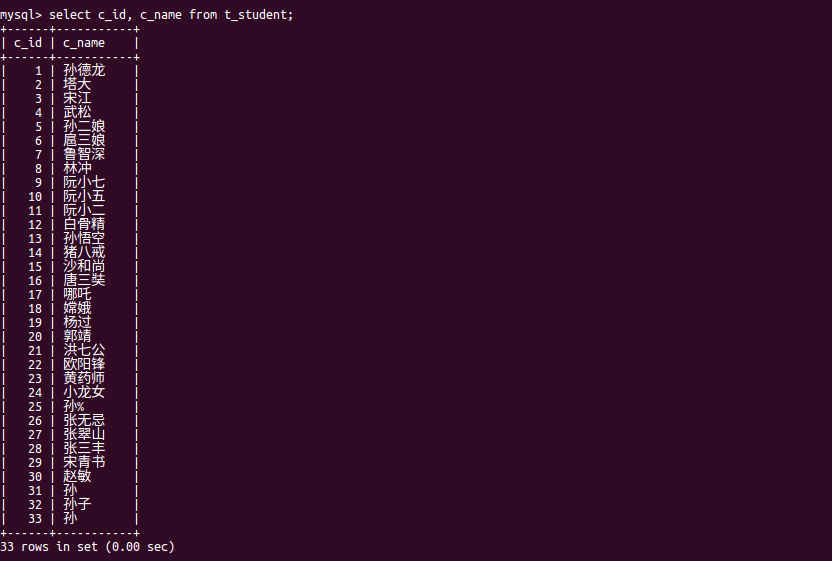 mysql> select c_id, c_name from t_student;
+------+-----------+
| c_id | c_name    |
+------+-----------+
|    1 | 孙德龙    |
|    2 | 塔大      |
|    3 | 宋江      |
|    4 | 武松      |
|    5 | 孙二娘    |
|    6 | 扈三娘    |
|    7 | 鲁智深    |
|    8 | 林冲      |
|    9 | 阮小七    |
|   10 | 阮小五    |
|   11 | 阮小二    |
|   12 | 白骨精    |
|   13 | 孙悟空    |
|   14 | 猪八戒    |
|   15 | 沙和尚    |
|   16 | 唐三奘    |
|   17 | 哪吒      |
|   18 | 嫦娥      |
|   19 | 杨过      |
|   20 | 郭靖      |
|   21 | 洪七公    |
|   22 | 欧阳锋    |
|   23 | 黄药师    |
|   24 | 小龙女    |
|   25 | 孙%       |
|   26 | 张无忌    |
|   27 | 张翠山    |
|   28 | 张三丰    |
|   29 | 宋青书    |
|   30 | 赵敏      |
|   31 | 孙        |
|   32 | 孙子      |
|   33 | 孙        |
+------+-----------+
33 rows in set (0.00 sec)